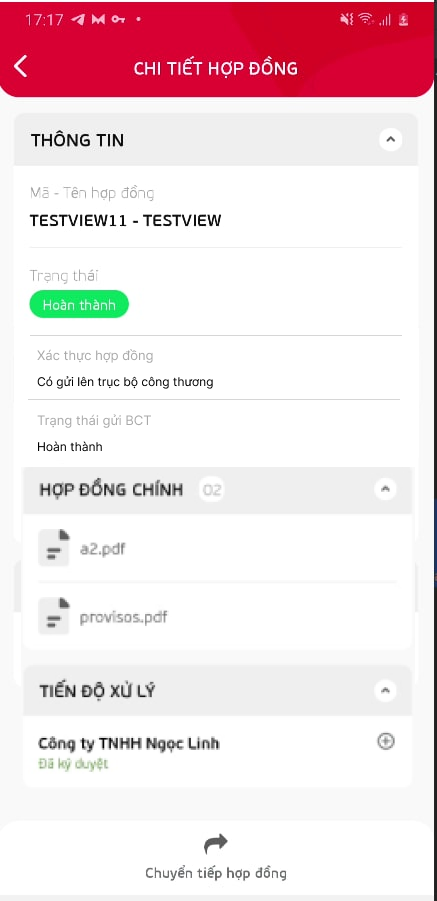 17:17
CHI TIẾT HỢP ĐỒNG
THÔNG TIN
Mã - Tên hợp đồng
TESTVIEW11 - TESTVIEW
Trạng thái
Hoàn thành
Xác thực hợp đồng
Có gửi lên trục bộ công thương
Trạng thái gửi BCT
Hoàn thành
HỢP ĐỒNG CHÍNH 02
a2.pdf
provisos.pdf
TIẾN ĐỘ XỬ LÝ
Công ty TNHH Ngọc Linh
Đã ký duyệt
Chuyển tiếp hợp đồng